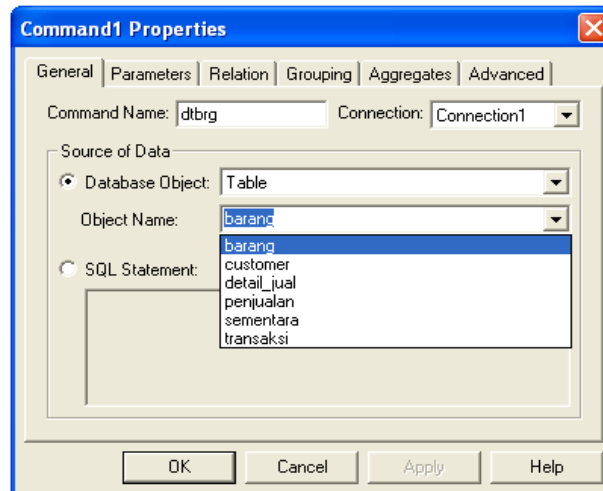 Command1 Properties
General Parameters Relation Grouping Aggregates Advanced
Command Name: dtbrg Connection: Connection1
Source of Data
Database Object: Table
Object Name: barang
barang
customer
SQL Statement:
detail_jual
penjualan
sementara
transaksi
OK Cancel Apply Help